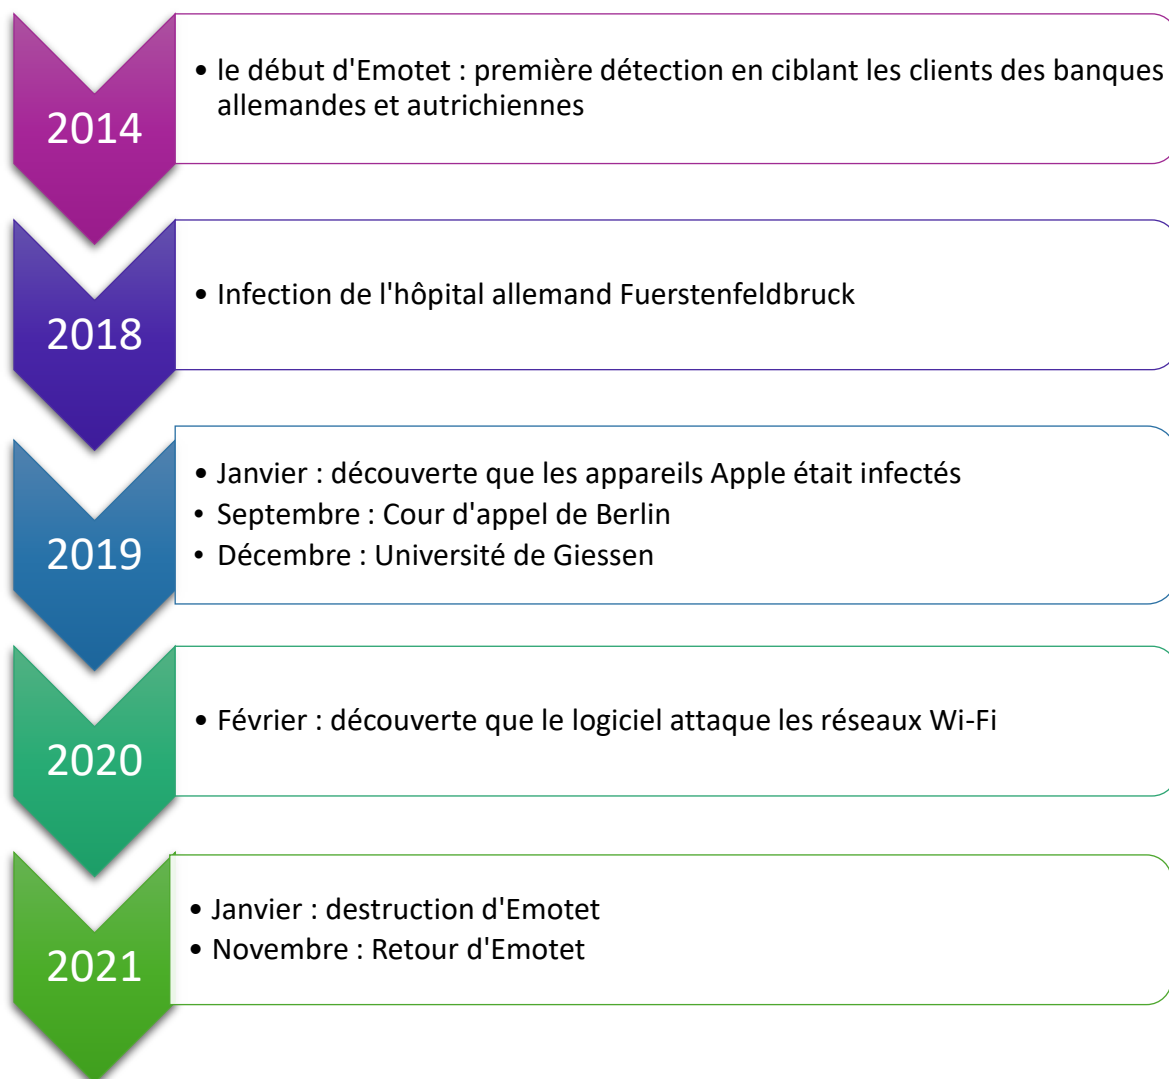 2014
• le début d'Emotet : première détection en ciblant les clients des banques
allemandes et autrichiennes
2018
• Infection de l'hôpital allemand Fuerstenfeldbruck
2019
• Janvier : découverte que les appareils Apple était infectés
• Septembre : Cour d'appel de Berlin
• Décembre : Université de Giessen
2020
• Février : découverte que le logiciel attaque les réseaux Wi-Fi
2021
• Janvier : destruction d'Emotet
• Novembre : Retour d'Emotet